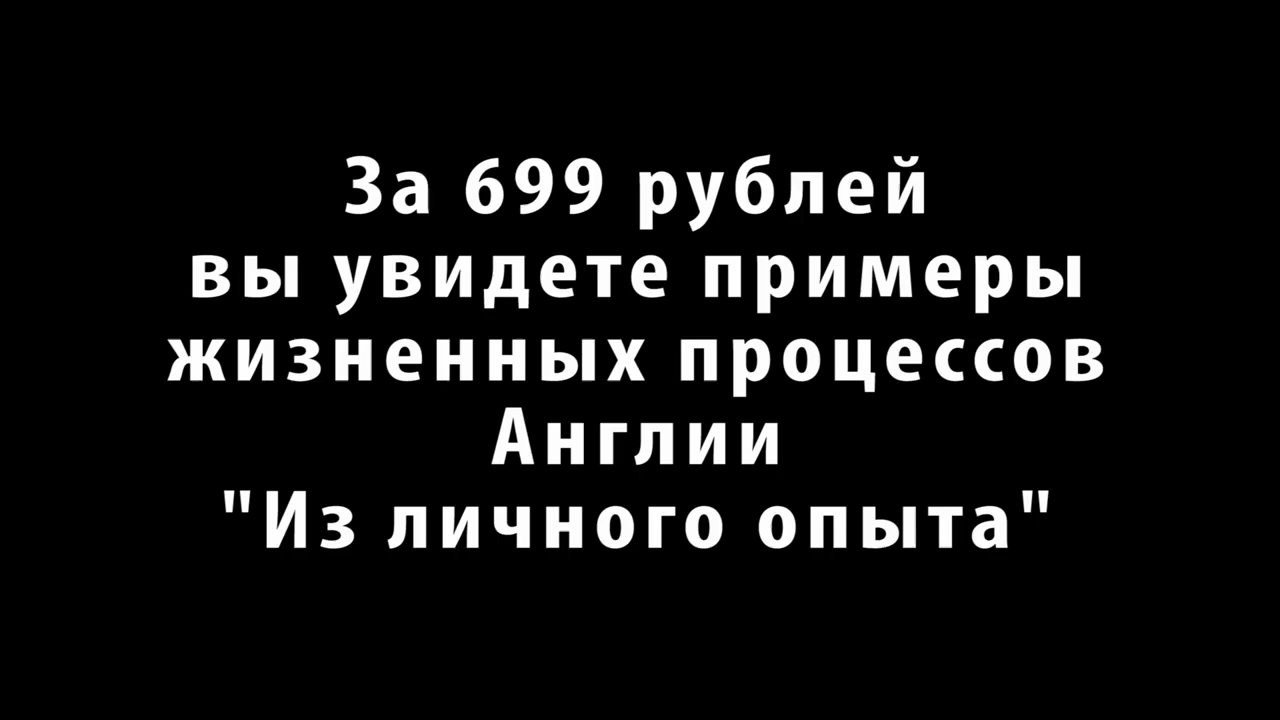 За 699 рублей
вы увидете примеры
жизненных процессов
Англии
"Из личного опыта"